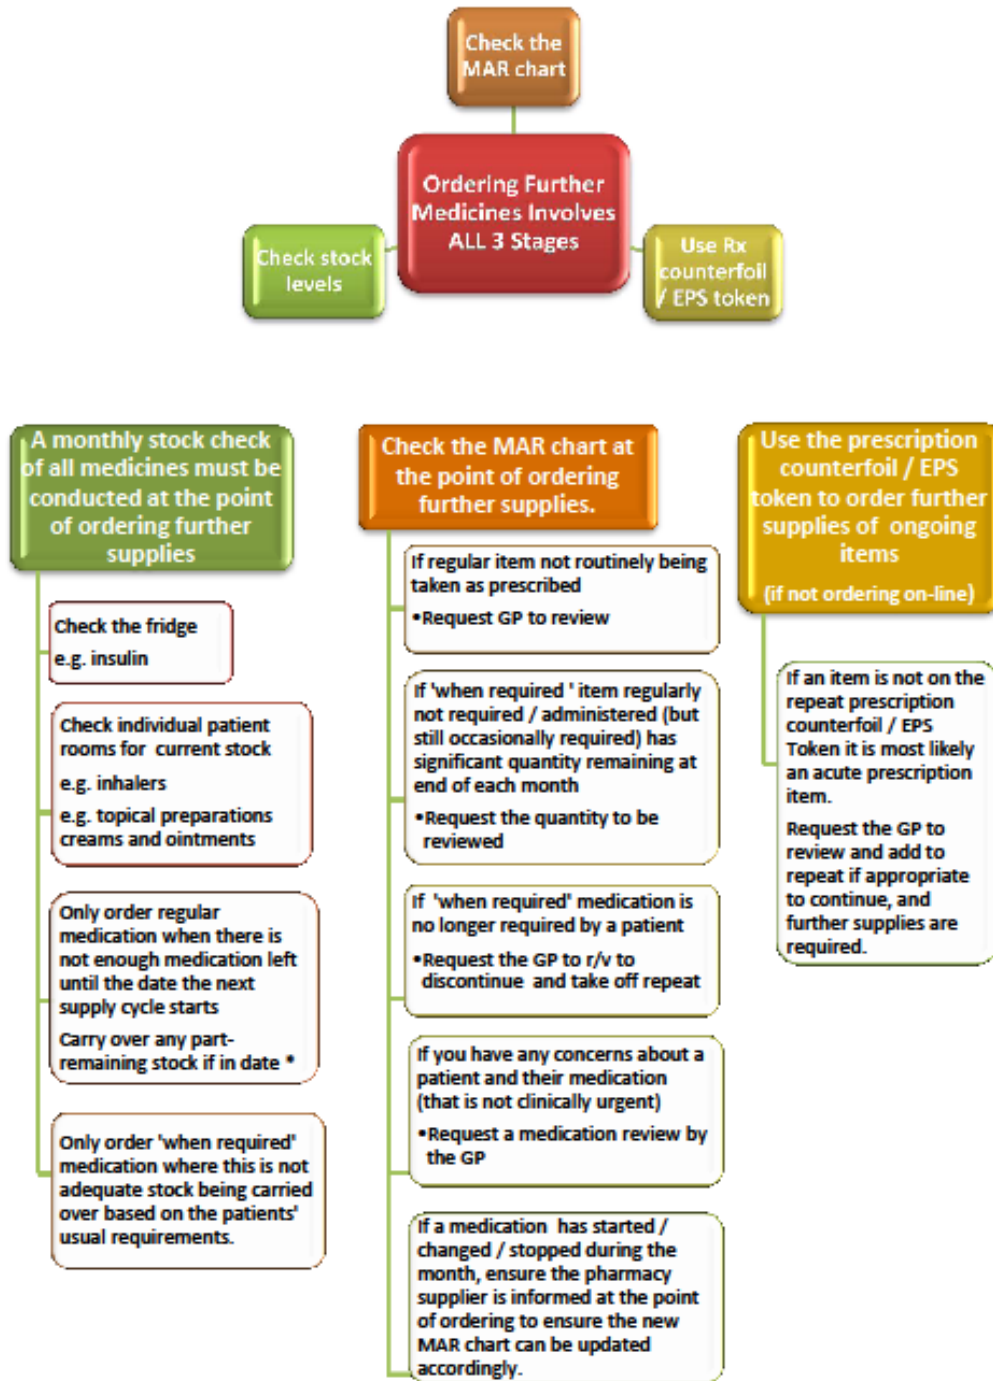 Check the
MAR chart
Ordering Further
Medicines Involves
ALL 3 Stages
Check stock
levels
Use Rx
counterfoil
/ EPS token
A monthly stock check
of all medicines must be
conducted at the point
of ordering further
supplies
Check the fridge
e.g. insulin
Check individual patient
rooms for current stock
e.g. inhalers
e.g. topical preparations
creams and ointments
Only order regular
medication when there is
not enough medication left
until the date the next
supply cycle starts
Carry over any part-
remaining stock if in date *
Only order 'when required'
medication where this is not
adequate stock being carried
over based on the patients'
usual requirements.
Check the MAR chart at
the point of ordering
further supplies.
If regular item not routinely being
taken as prescribed
•Request GP to review
If 'when required ' item regularly
not required / administered (but
still occasionally required) has
significant quantity remaining at
end of each month
•Request the quantity to be
reviewed
If 'when required' medication is
no longer required by a patient
•Request the GP to r/v to
discontinue and take off repeat
If you have any concerns about a
patient and their medication
(that is not clinically urgent)
•Request a medication review by
the GP
If a medication has started /
changed / stopped during the
month, ensure the pharmacy
supplier is informed at the point
of ordering to ensure the new
MAR chart can be updated
accordingly.
Use the prescription
counterfoil / EPS
token to order further
supplies of ongoing
items
(if not ordering on-line)
If an item is not on the
repeat prescription
counterfoil / EPS
Token it is most likely
an acute prescription
item.
Request the GP to
review and add to
repeat if appropriate
to continue, and
further supplies are
required.